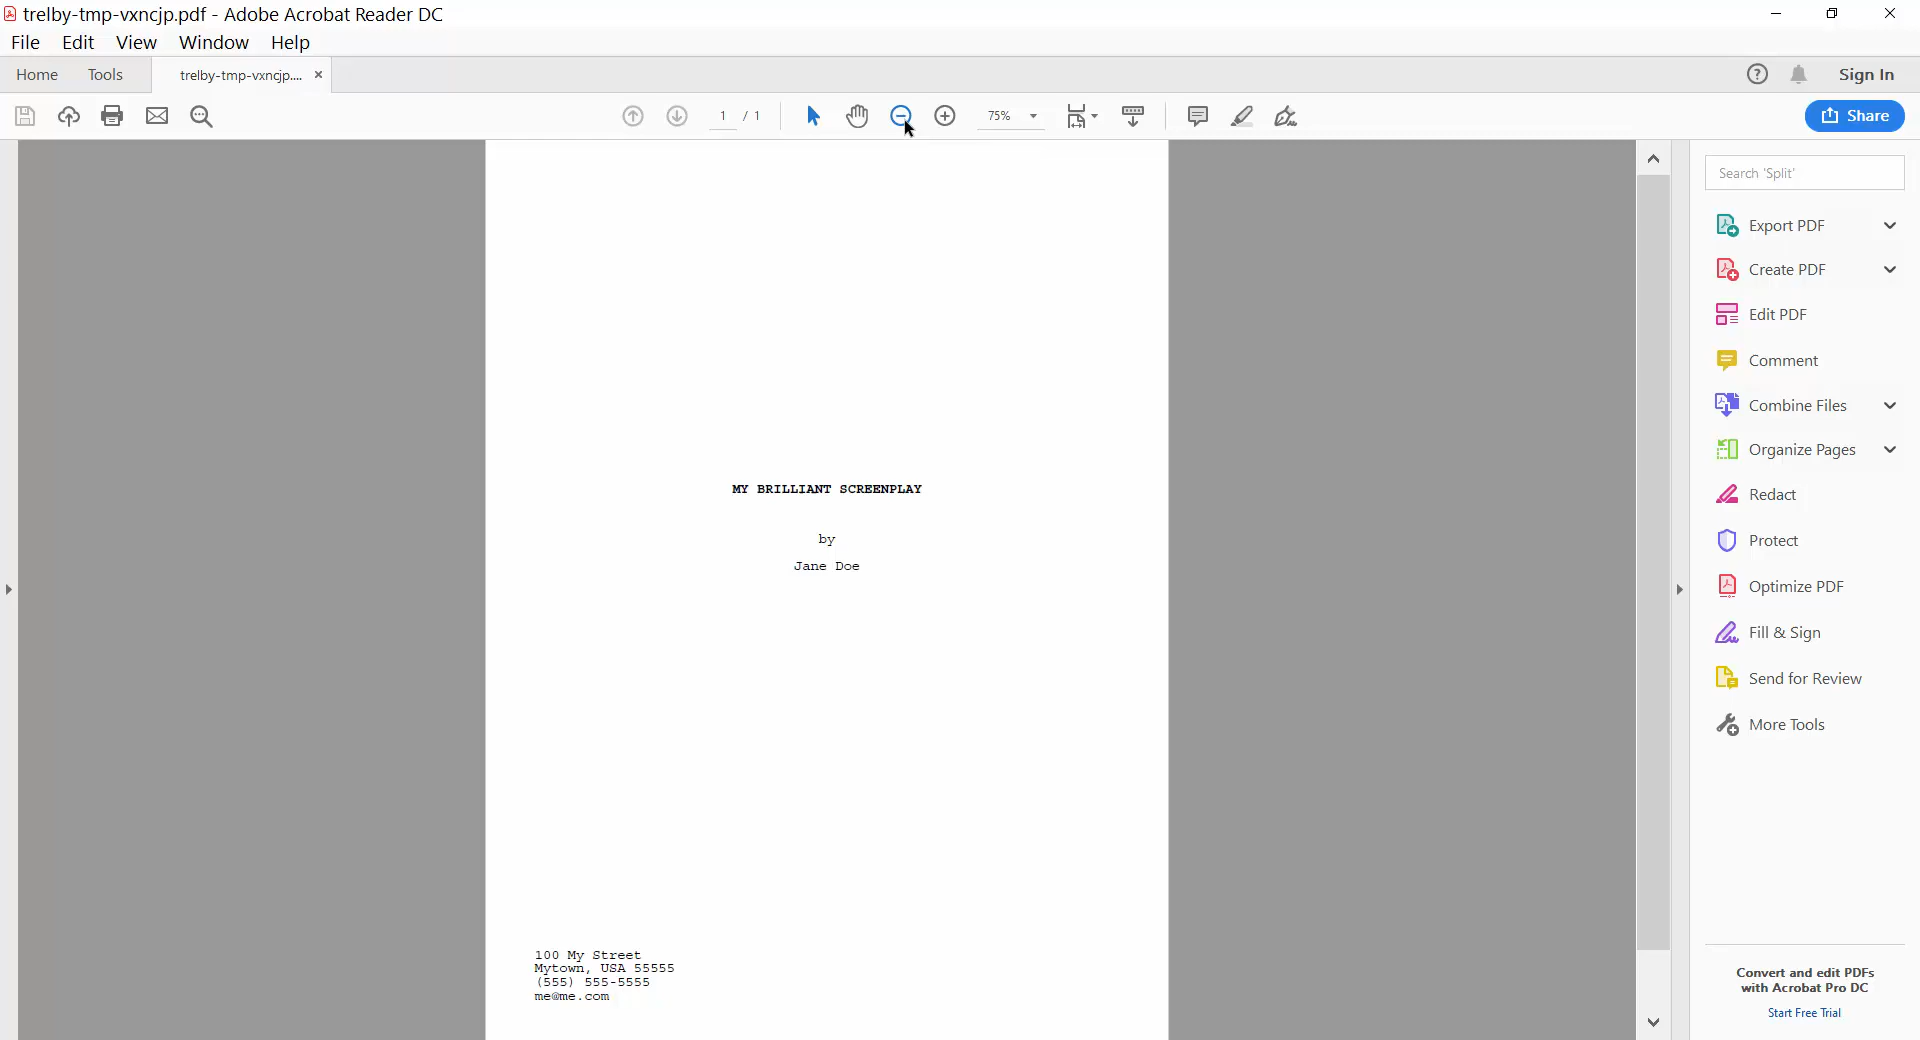 trelby-tmp-vxncjp.pdf - Adobe Acrobat Reader DC
File Edit View Window Help
Home Tools trelby-tmp-vxncjp.... × Sign In
1 / 1 75% Share
Search 'Split'
Export PDF
Create PDF
Edit PDF
Comment
Combine Files
Organize Pages
Redact
Protect
Optimize PDF
Fill & Sign
Send for Review
More Tools
MY BRILLIANT SCREENPLAY
by
Jane Doe
100 My Street
Mytown, USA 55555
(555) 555-5555
me@me.com
Convert and edit PDFs
with Acrobat Pro DC
Start Free Trial